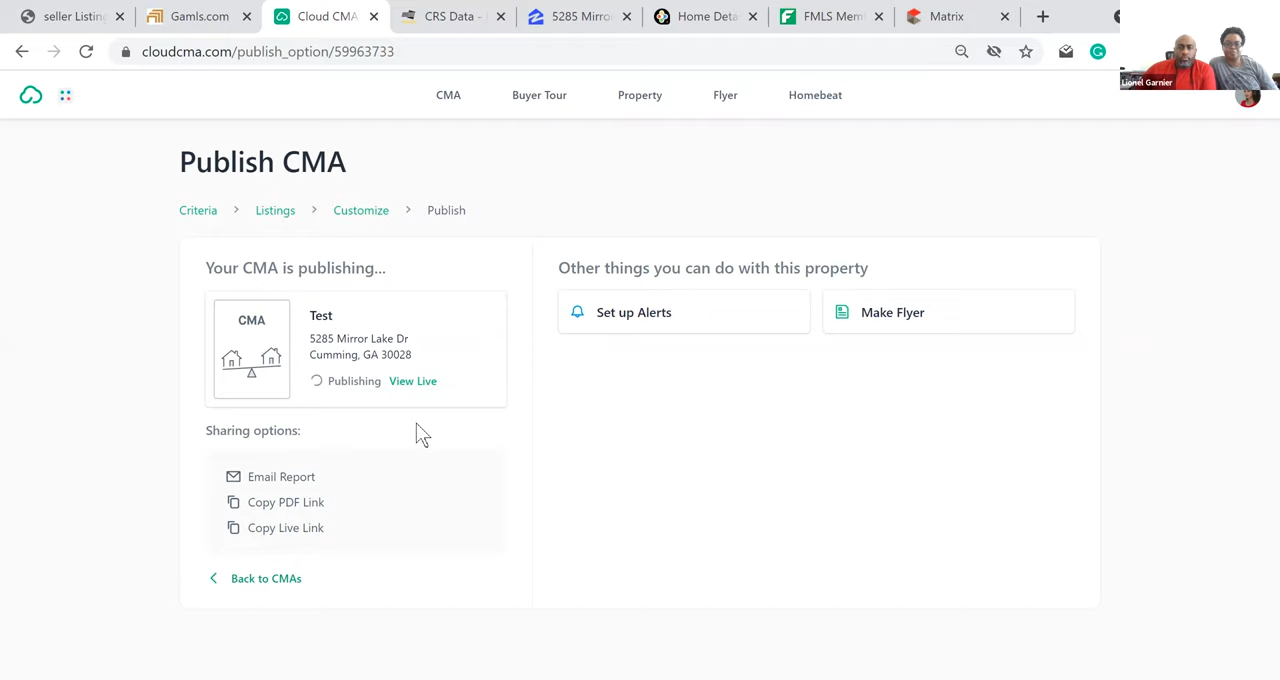 seller Listin
Gamls.com
Cloud CMA
CRS Data -
5285 Mirro
Home Deta
FMLS Mem
Matrix
cloudcma.com/publish_option/59963733
Lionel Garnier
CMA
Buyer Tour
Property
Flyer
Homebeat
Publish CMA
Criteria > Listings > Customize > Publish
Your CMA is publishing...
CMA
Test
5285 Mirror Lake Dr
Cumming, GA 30028
Publishing View Live
Sharing options:
Email Report
Copy PDF Link
Copy Live Link
Back to CMAs
Other things you can do with this property
Set up Alerts
Make Flyer